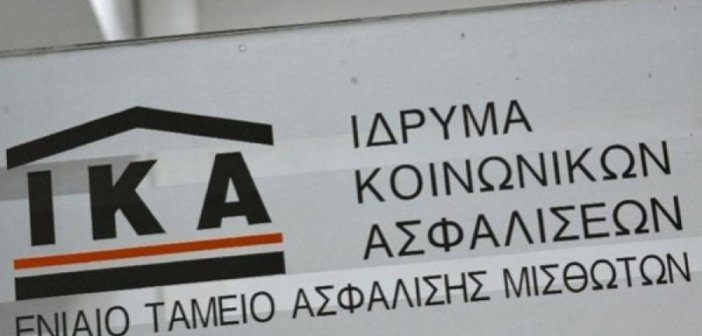 ΙΚΑ
ΙΔΡΥΜΑ
ΚΟΙΝΩΝΙΚΩΝ
ΑΣΦΑΛΙΣΕΩΝ
ΕΝΙΑΙΟ ΤΑΜΕΙΟ ΑΣΦΑΛΙΣΗΣ ΜΙΣΘΩΤΩΝ